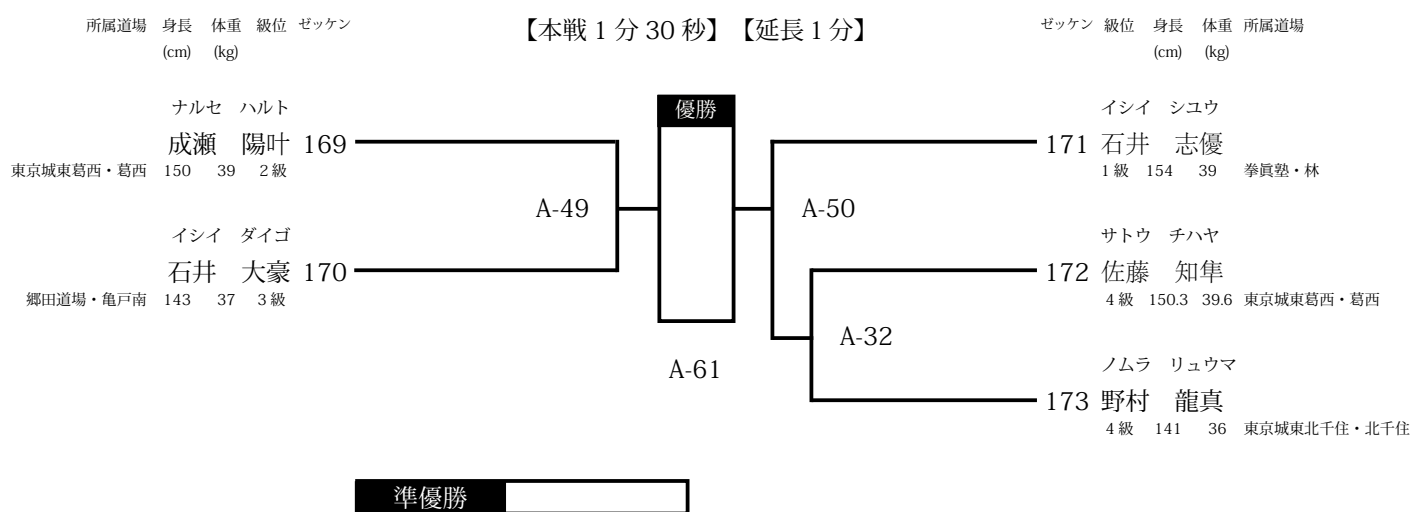 所属道場 身長 体重 級位 ゼッケン
(cm) (kg)
【本戦１分 30 秒】【延長１分】
ゼッケン 級位 身長 体重 所属道場
(cm) (kg)
ナルセ ハルト
成瀬 陽叶 169
東京城東葛西・葛西 150 39 2級
A-49
イシイ ダイゴ
石井 大豪 170
郷田道場・亀戸南 143 37 3級
優勝
A-61
イシイ シユウ
171 石井 志優
1級 154 39 拳眞塾・林
A-50
サトウ チハヤ
172 佐藤 知隼
4級 150.3 39.6 東京城東葛西・葛西
A-32
ノムラ リュウマ
173 野村 龍真
4級 141 36 東京城東北千住・北千住
準優勝